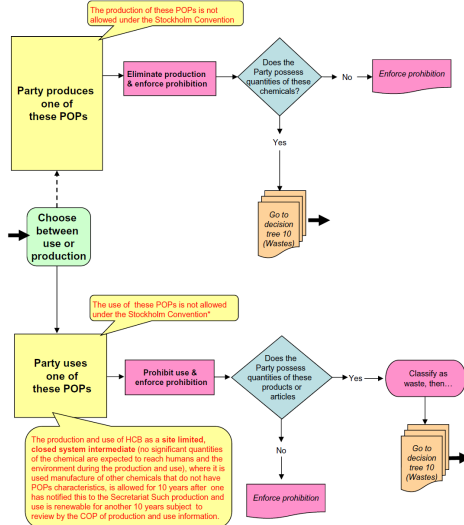 The production of these POPs is not
allowed under the Stockholm Convention
Party produces
one of
these POPs
Eliminate production
& enforce prohibition
Does the
Party possess
quantities of these
chemicals?
No
Enforce prohibition
Yes
Go to
decision
tree 10
(Wastes)
Choose
between
use or
production
The use of these POPs is not allowed
under the Stockholm Convention*
Party uses
one of
these POPs
Prohibit use &
enforce prohibition
Does the
Party possess
quantities of these
products or
articles
Yes
Classify as
waste, then…
No
Enforce prohibition
Go to
decision
tree 10
(Wastes)
The production and use of HCB as a site limited,
closed system intermediate (no significant quantities
of the chemical are expected to reach humans and the
environment during the production and use), where it is
used manufacture of other chemicals that do not have
POPs characteristics, is allowed for 10 years after one
has notified this to the Secretariat Such production and
use is renewable for another 10 years subject to
review by the COP of production and use information.